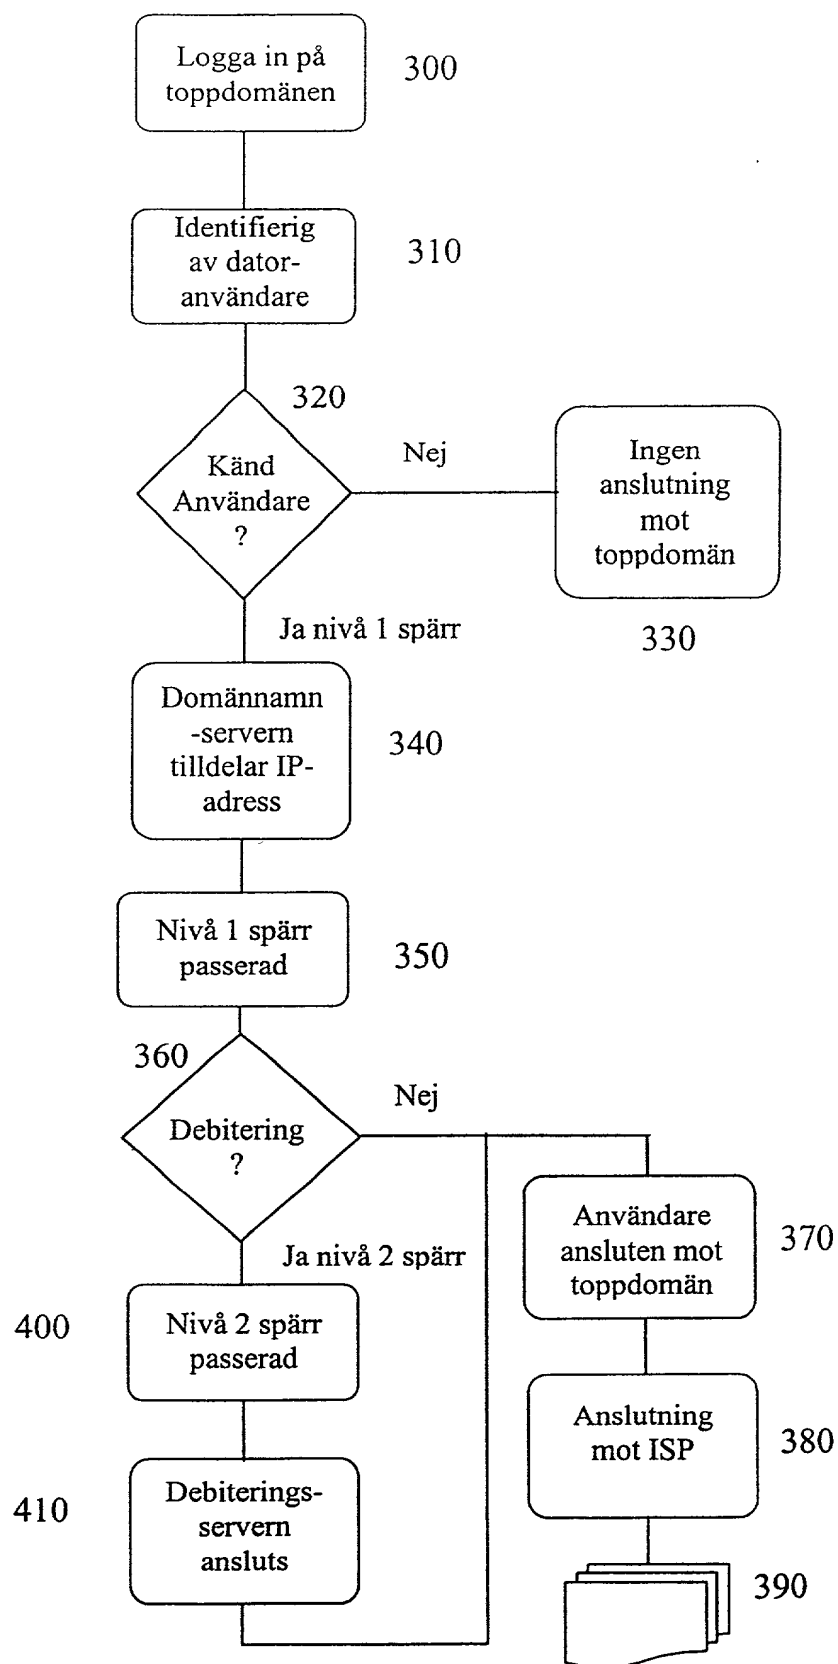 Logga in på
toppdomänen
300
Identifierig
av dator-
användare
310
320
Känd
Användare
?
Nej
Ingen
anslutning
mot
toppdomän
330
Ja nivå 1 spärr
Domännamn
-servern
tilldelar IP-
adress
340
Nivå 1 spärr
passerad
350
360
Debitering
?
Nej
Ja nivå 2 spärr
Användare
ansluten mot
toppdomän
370
400
Nivå 2 spärr
passerad
Anslutning
mot ISP
380
410
Debiterings-
servern
ansluts
390